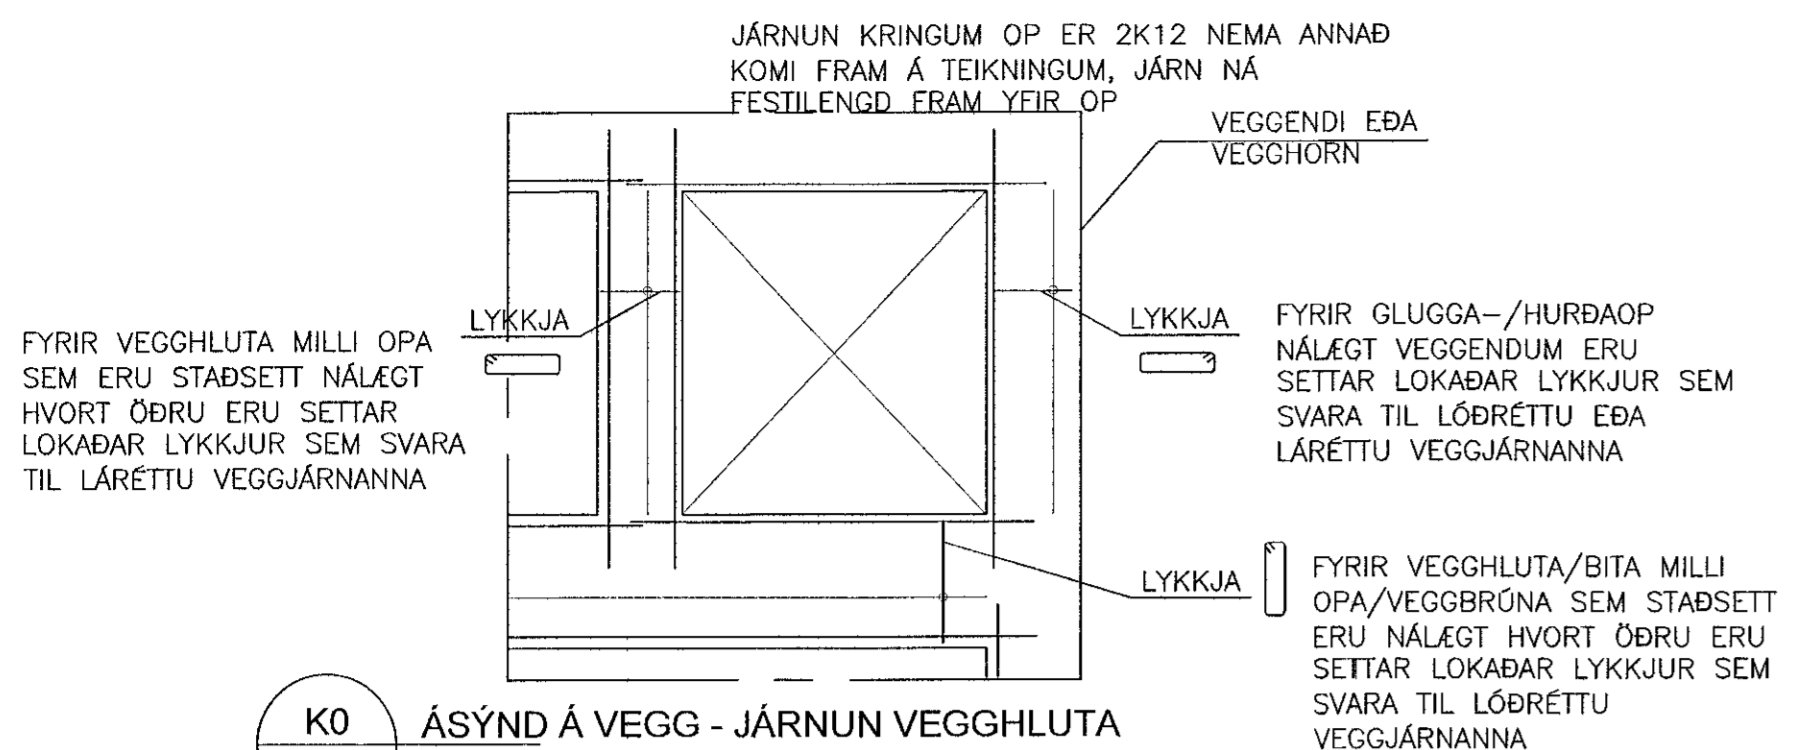 JÁRNUN KRINGUM OP ER 2K12 NEMA ANNAÐ
KOMI FRAM Á TEIKNINGUM, JÁRN NÁ
FESTILENGD FRAM YFIR OP
VEGGENDI EÐA
VEGGHORN
LYKKJA
FYRIR VEGGHLUTA MILLI OPA
SEM ERU STAÐSETT NÁLÆGT
HVORT ÖÐRU ERU SETTAR
LOKAÐAR LYKKJUR SEM SVARA
TIL LÁRÉTTU VEGGJÁRNANNA
LYKKJA
FYRIR GLUGGA-/HURÐAOP
NÁLÆGT VEGGENDUM ERU
SETTAR LOKAÐAR LYKKJUR SEM
SVARA TIL LÓÐRÉTTU EÐA
LÁRÉTTU VEGGJÁRNANNA
LYKKJA
FYRIR VEGGHLUTA/BITA MILLI
OPA/VEGGBRÚNA SEM STAÐSETT
ERU NÁLÆGT HVORT ÖÐRU ERU
SETTAR LOKAÐAR LYKKJUR SEM
SVARA TIL LÓÐRÉTTU
VEGGJÁRNANNA
K0
ÁSÝND Á VEGG - JÁRNUN VEGGHLUTA